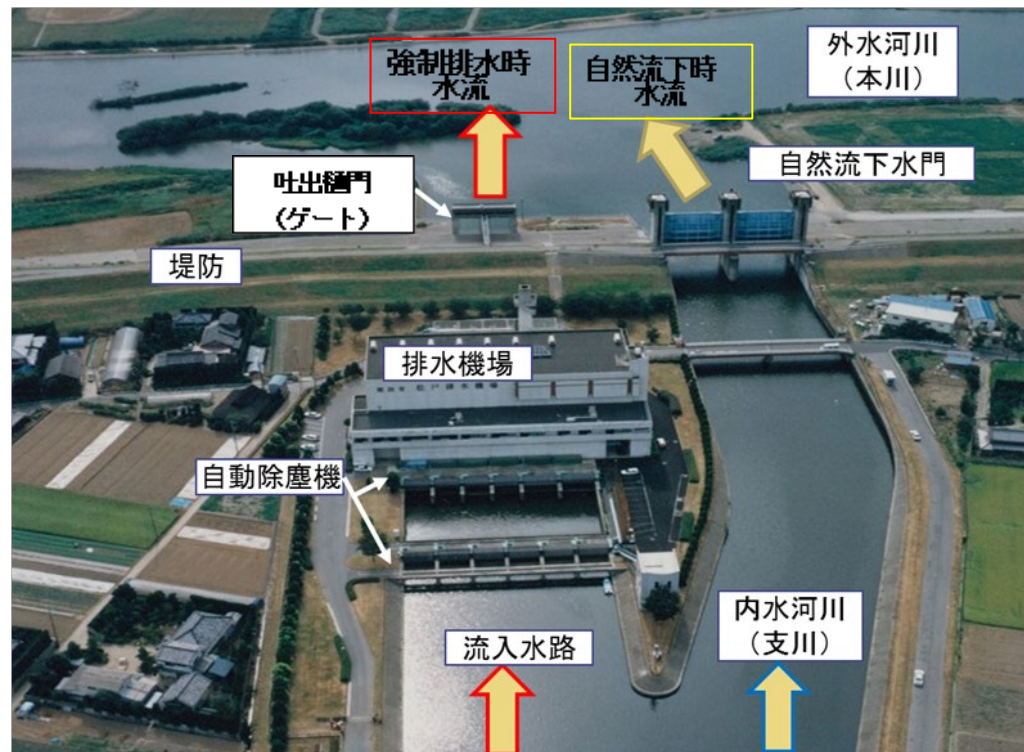 強制排水時
水流
自然流下時
水流
外水河川
（本川）
吐出樋門
(ゲート)
自然流下水門
堤防
排水機場
自動除塵機
流入水路
内水河川
（支川）